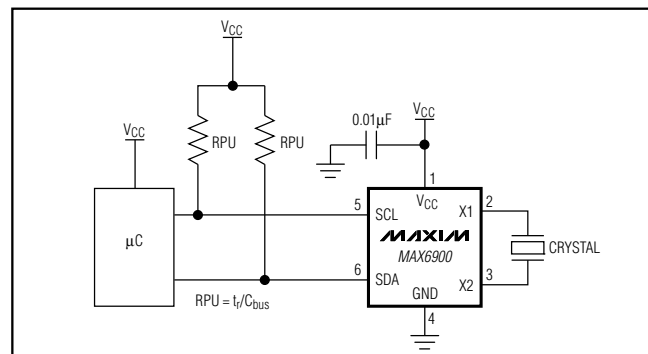 VCC
VCC
0.01μF
VCC
RPU
RPU
1
5
SCL
VCC
X1
2
μC
MAXIM
MAX6900
CRYSTAL
6
SDA
X2
3
RPU = tr/Cbus
GND
4